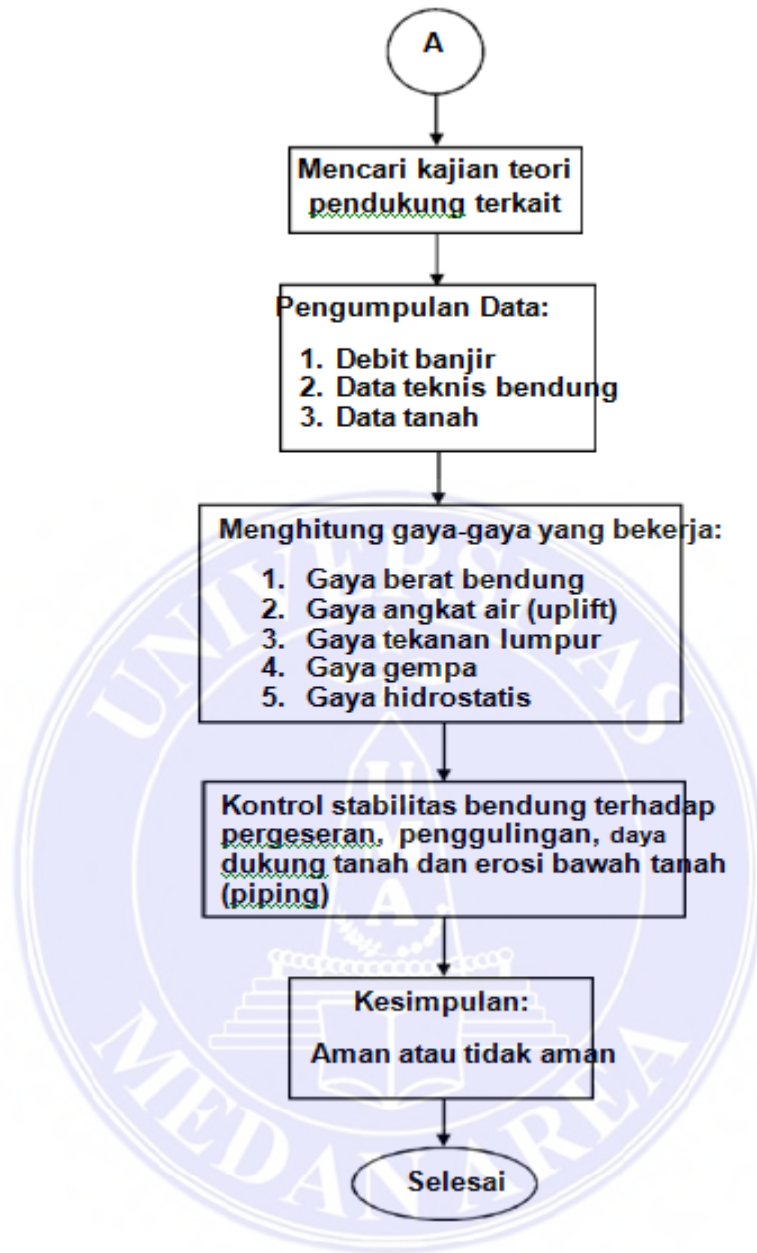 A
Mencari kajian teori
pendukung terkait
Pengumpulan Data:
1. Debit banjir
2. Data teknis bendung
3. Data tanah
Menghitung gaya-gaya yang bekerja:
1. Gaya berat bendung
2. Gaya angkat air (uplift)
3. Gaya tekanan lumpur
4. Gaya gempa
5. Gaya hidrostatis
Kontrol stabilitas bendung terhadap
pergeseran, penggulingan, daya
dukung tanah dan erosi bawah tanah
(piping)
Kesimpulan:
Aman atau tidak aman
Selesai
UNIVERSITAS
MEDAN AREA
U
M
A